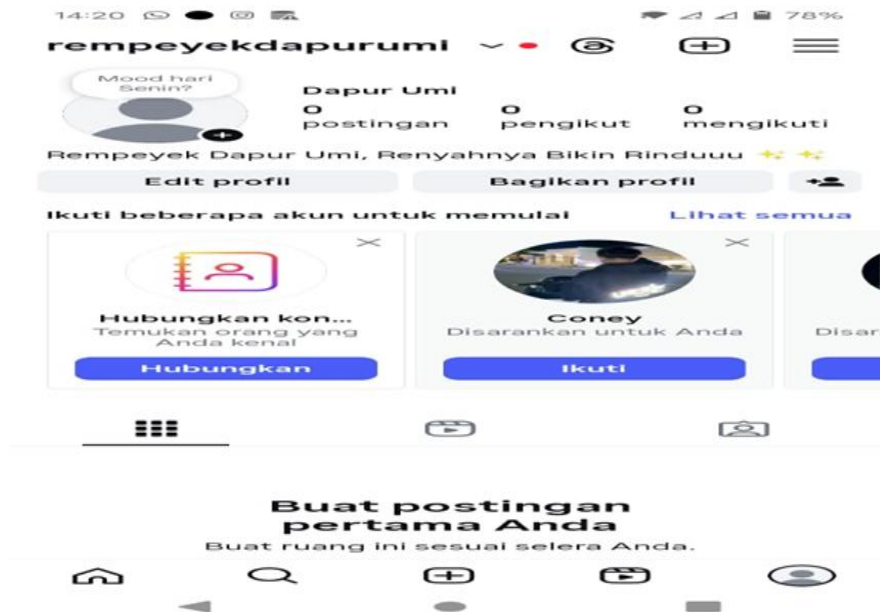 14:20 78%
rempeyekdapurumi
Mood hari
Senin?
Dapur Umi
0 0 0
postingan pengikut mengikuti
Rempeyek Dapur Umi, Renyahnya Bikin Rinduuu ✨ ✨
Edit profil Bagikan profil
Ikuti beberapa akun untuk memulai Lihat semua
Hubungkan kon...
Temukan orang yang
Anda kenal
Hubungkan
Coney
Disarankan untuk Anda
Ikuti
Disar
Buat postingan
pertama Anda
Buat ruang ini sesuai selera Anda.